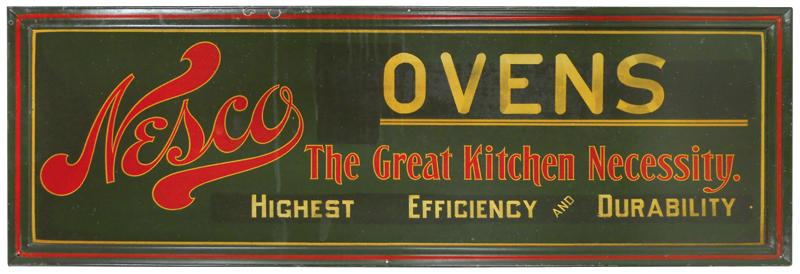 Nesco
OVENS
The Great Kitchen Necessity.
HIGHEST EFFICIENCY AND DURABILITY